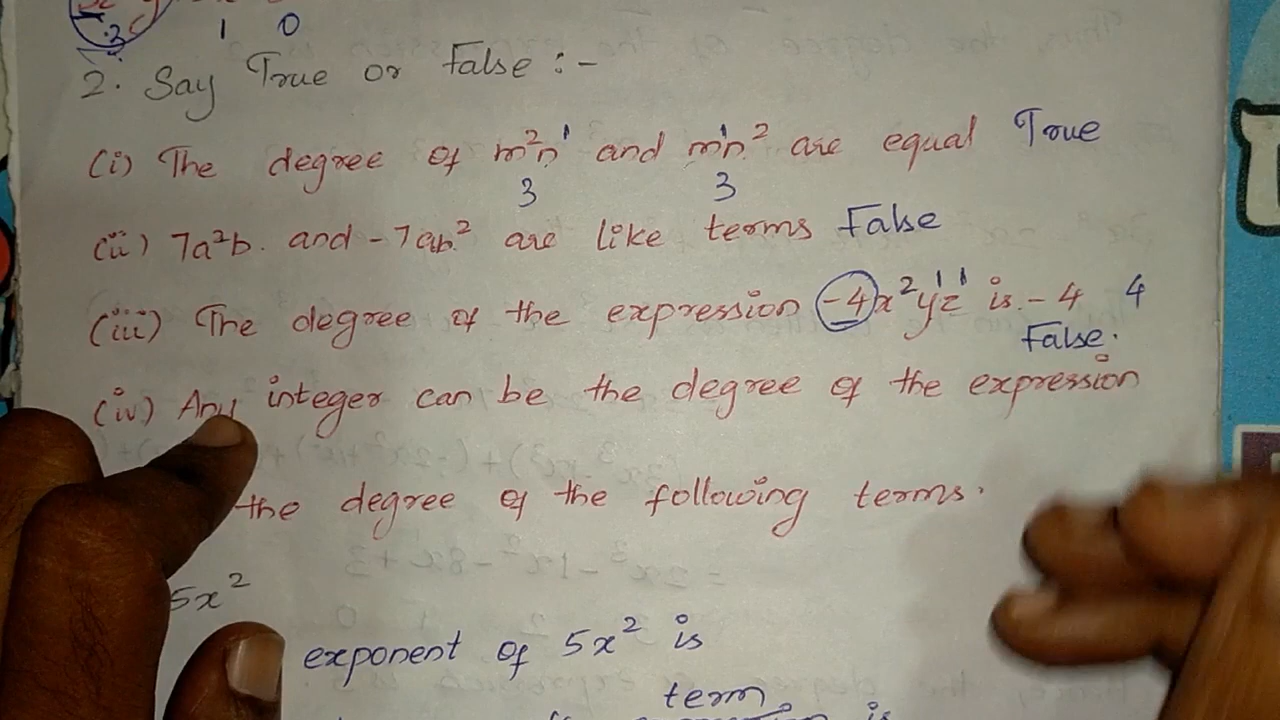 3 1 0
2. Say True or False :-
(i) The degree of m²n¹ and m¹n² are equal True
3 3
(ii) 7a²b. and -7ab² are like terms False
(iii) The degree of the expression -4x²y¹z¹ is. -4 4
False.
(iv) Any integer can be the degree of the expression
the degree of the following terms.
5x²
exponent of 5x² is
term
is